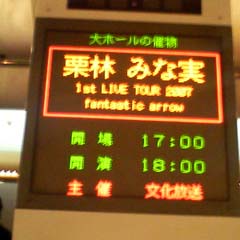 大ホールの催物
栗林 みな実
1st LIVE TOUR 2007
fantastic arrow
開場 17:00
開演 18:00
主催 文化放送